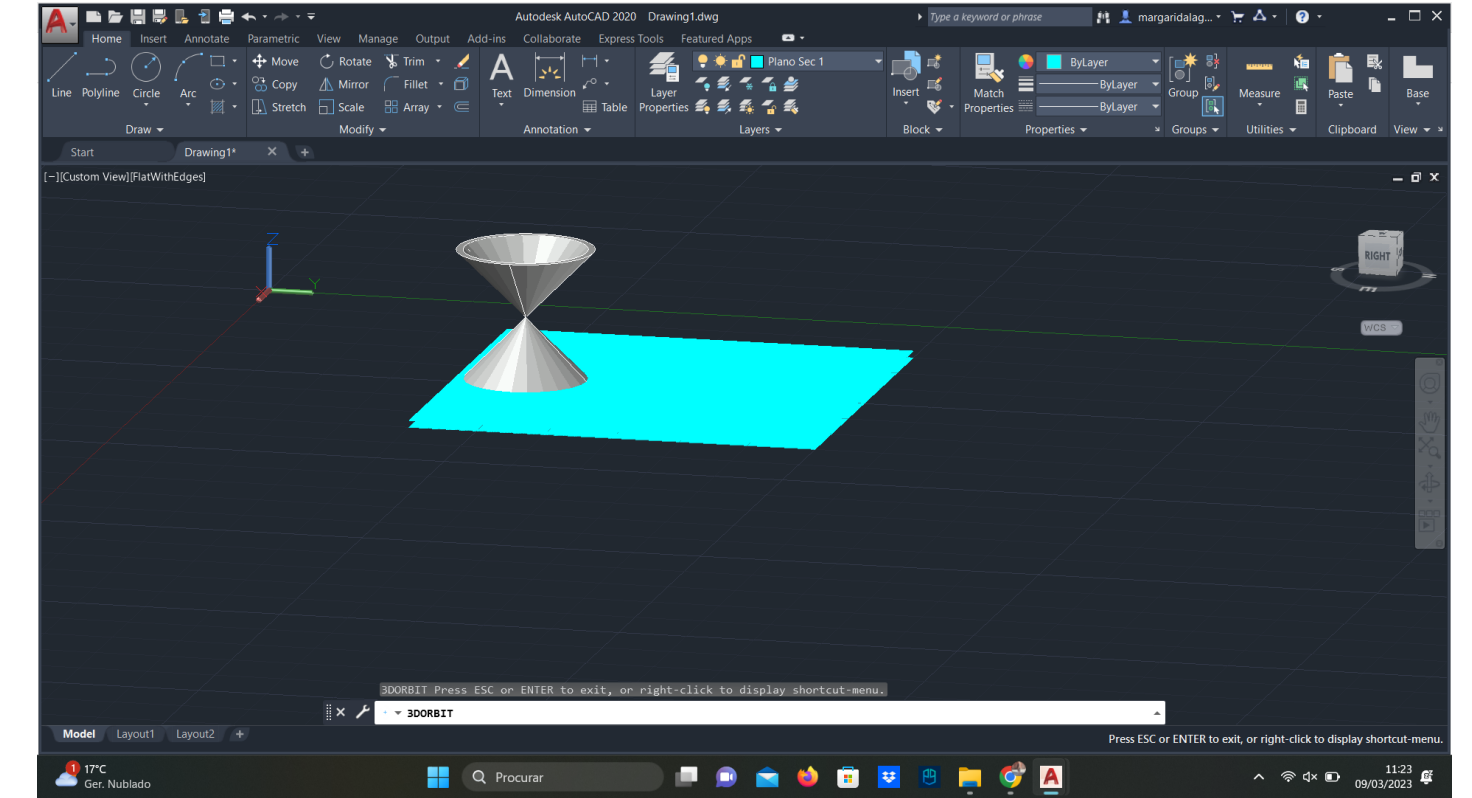 Autodesk AutoCAD 2020 Drawing1.dwg
Type a keyword or phrase
margaridalag...
Home Insert Annotate Parametric View Manage Output Add-ins Collaborate Express Tools Featured Apps
Line Polyline Circle Arc
Move Rotate Trim
Copy Mirror Fillet
Stretch Scale Array
Text Dimension
Table
Layer
Properties
Plano Sec 1
Insert
Match
Properties
ByLayer
ByLayer
ByLayer
Group
Measure
Paste
Base
Draw Modify Annotation Layers Block Properties Groups Utilities Clipboard View
Start Drawing1*
[−][Custom View][FlatWithEdges]
Z
Y
RIGHT
E
WCS
3DORBIT Press ESC or ENTER to exit, or right-click to display shortcut-menu.
3DORBIT
Model Layout1 Layout2 +
Press ESC or ENTER to exit, or right-click to display shortcut-menu.
1
17°C
Ger. Nublado
Procurar
11:23
09/03/2023